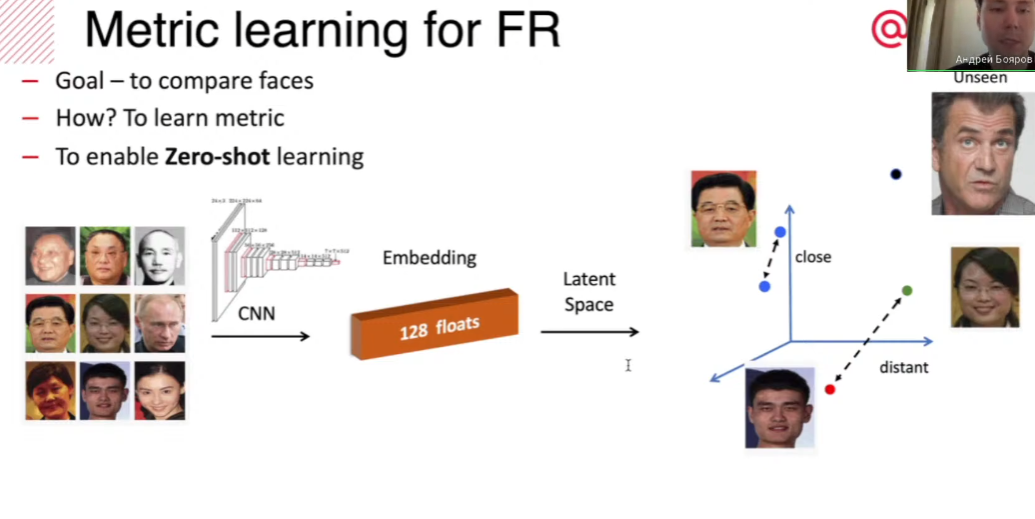 Metric learning for FR
@
Андрей Бояров
– Goal – to compare faces
– How? To learn metric
– To enable Zero-shot learning
Unseen
close
Embedding
Latent
Space
CNN
128 floats
distant